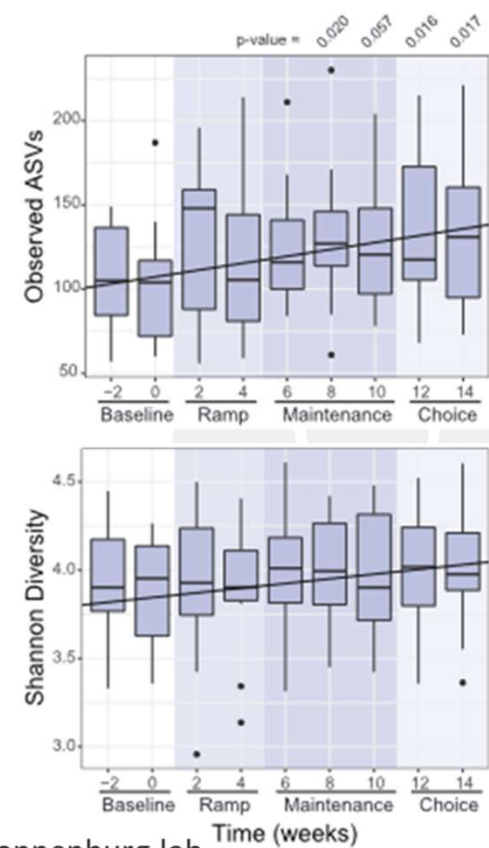 p-value = 0.020 0.057 0.016 0.017
Observed ASVs
200
150
100
50
−2 0 2 4 6 8 10 12 14
Baseline Ramp Maintenance Choice
Shannon Diversity
4.5
4.0
3.5
3.0
−2 0 2 4 6 8 10 12 14
Baseline Ramp Maintenance Choice
Time (weeks)